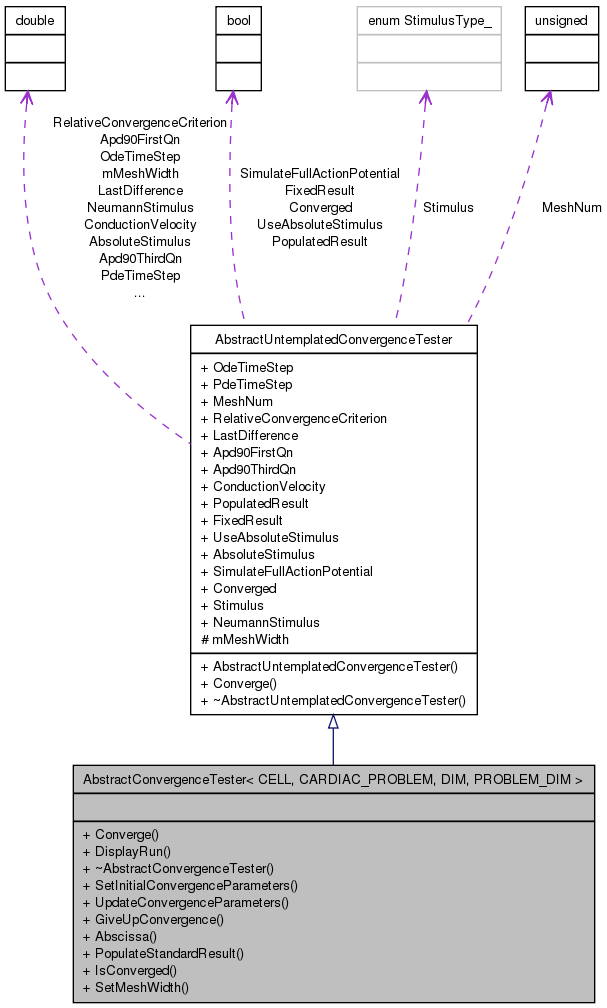 double
bool
enum StimulusType_
unsigned
RelativeConvergenceCriterion
Apd90FirstQn
OdeTimeStep
mMeshWidth
LastDifference
NeumannStimulus
ConductionVelocity
AbsoluteStimulus
Apd90ThirdQn
PdeTimeStep
...
SimulateFullActionPotential
FixedResult
Converged
UseAbsoluteStimulus
PopulatedResult
Stimulus
MeshNum
AbstractUntemplatedConvergenceTester
+ OdeTimeStep
+ PdeTimeStep
+ MeshNum
+ RelativeConvergenceCriterion
+ LastDifference
+ Apd90FirstQn
+ Apd90ThirdQn
+ ConductionVelocity
+ PopulatedResult
+ FixedResult
+ UseAbsoluteStimulus
+ AbsoluteStimulus
+ SimulateFullActionPotential
+ Converged
+ Stimulus
+ NeumannStimulus
# mMeshWidth
+ AbstractUntemplatedConvergenceTester()
+ Converge()
+ ~AbstractUntemplatedConvergenceTester()
AbstractConvergenceTester< CELL, CARDIAC_PROBLEM, DIM, PROBLEM_DIM >
+ Converge()
+ DisplayRun()
+ ~AbstractConvergenceTester()
+ SetInitialConvergenceParameters()
+ UpdateConvergenceParameters()
+ GiveUpConvergence()
+ Abscissa()
+ PopulateStandardResult()
+ IsConverged()
+ SetMeshWidth()